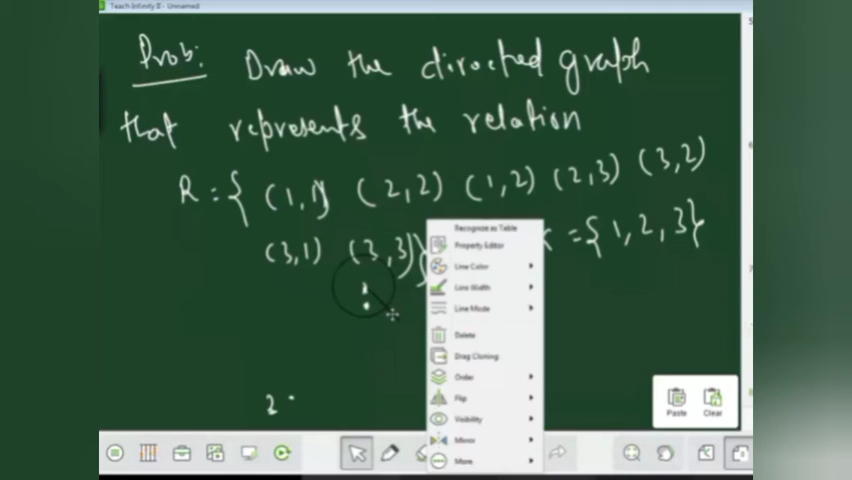 Teach Infinity II - Unnamed
Prob: Draw the directed graph
that represents the relation
R = { (1,1) (2,2) (1,2) (2,3) (3,2)
(3,1) (3,3) } = {1,2,3}
Recognize as Table
Property Editor
Line Color
Line Width
Line Mode
Delete
Drag Cloning
Order
Flip
Visibility
Mirror
More
Paste Clear